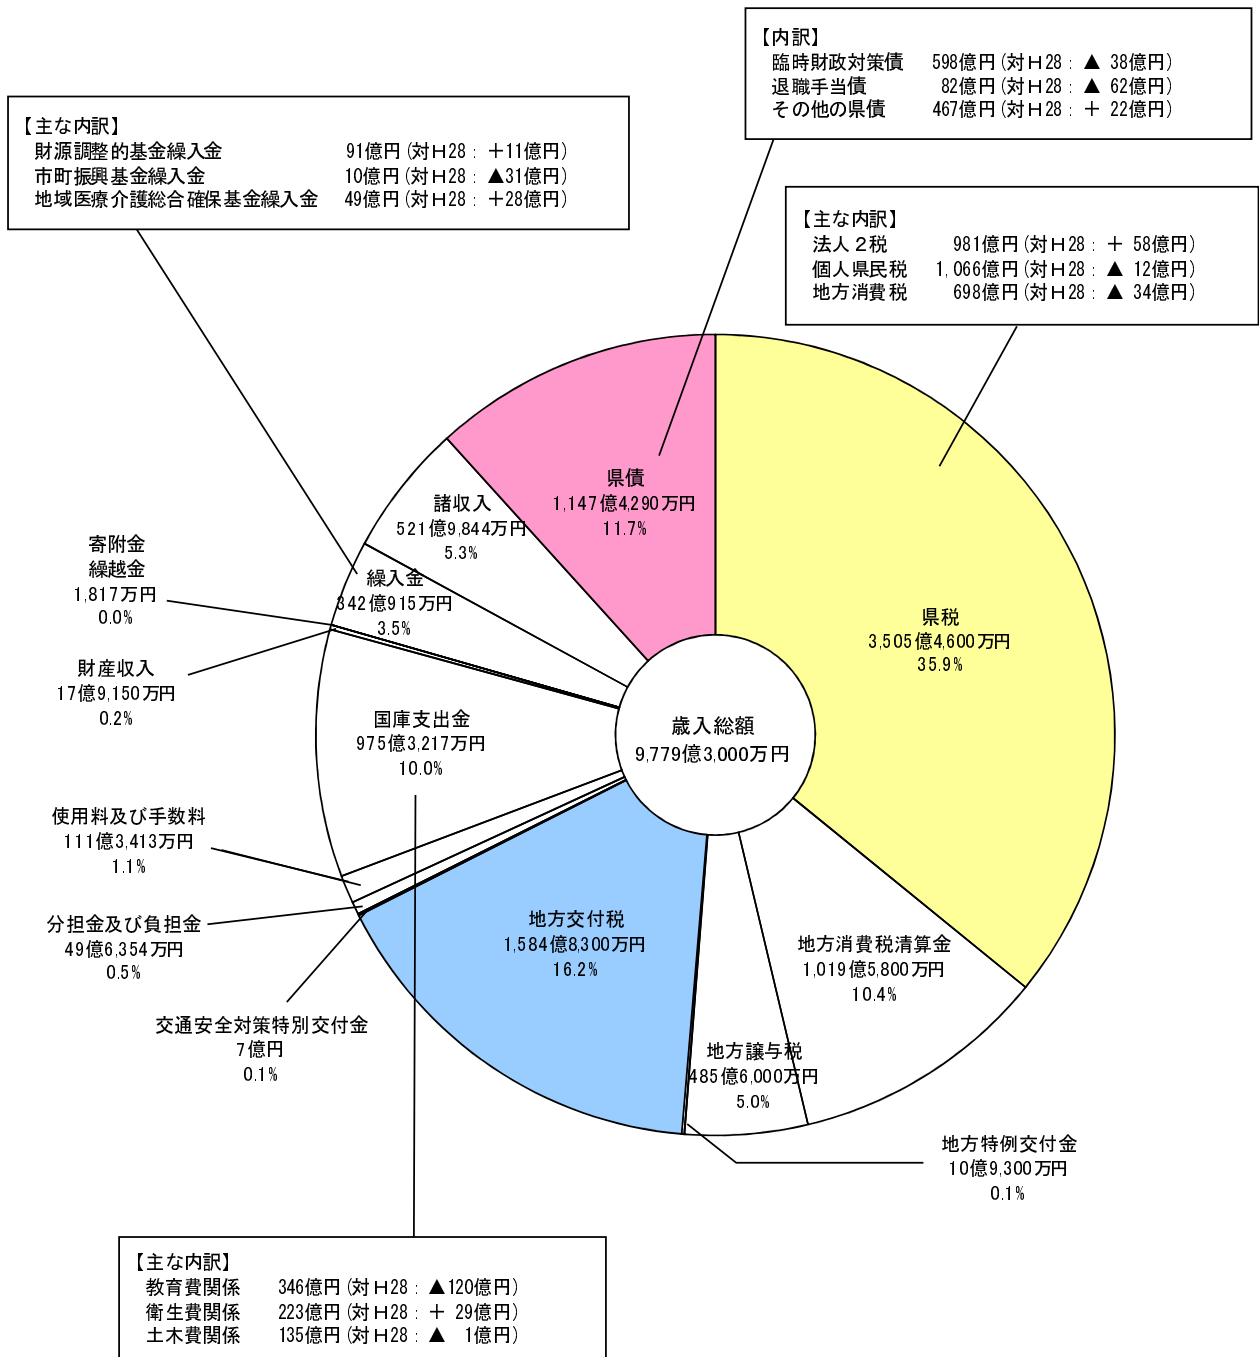 【内訳】
臨時財政対策債 598億円(対H28：▲ 38億円)
退職手当債 82億円(対H28：▲ 62億円)
その他の県債 467億円(対H28：＋ 22億円)
【主な内訳】
財源調整的基金繰入金 91億円(対H28：＋11億円)
市町振興基金繰入金 10億円(対H28：▲31億円)
地域医療介護総合確保基金繰入金 49億円(対H28：＋28億円)
【主な内訳】
法人２税 981億円(対H28：＋ 58億円)
個人県民税 1,066億円(対H28：▲ 12億円)
地方消費税 698億円(対H28：▲ 34億円)
県債
1,147億4,290万円
11.7%
諸収入
521億9,844万円
5.3%
繰入金
342億915万円
3.5%
寄附金
繰越金
1,817万円
0.0%
財産収入
17億9,150万円
0.2%
国庫支出金
975億3,217万円
10.0%
県税
3,505億4,600万円
35.9%
歳入総額
9,779億3,000万円
使用料及び手数料
111億3,413万円
1.1%
分担金及び負担金
49億6,354万円
0.5%
交通安全対策特別交付金
7億円
0.1%
地方交付税
1,584億8,300万円
16.2%
地方消費税清算金
1,019億5,800万円
10.4%
地方譲与税
485億6,000万円
5.0%
地方特例交付金
10億9,300万円
0.1%
【主な内訳】
教育費関係 346億円(対H28：▲120億円)
衛生費関係 223億円(対H28：＋ 29億円)
土木費関係 135億円(対H28：▲ 1億円)